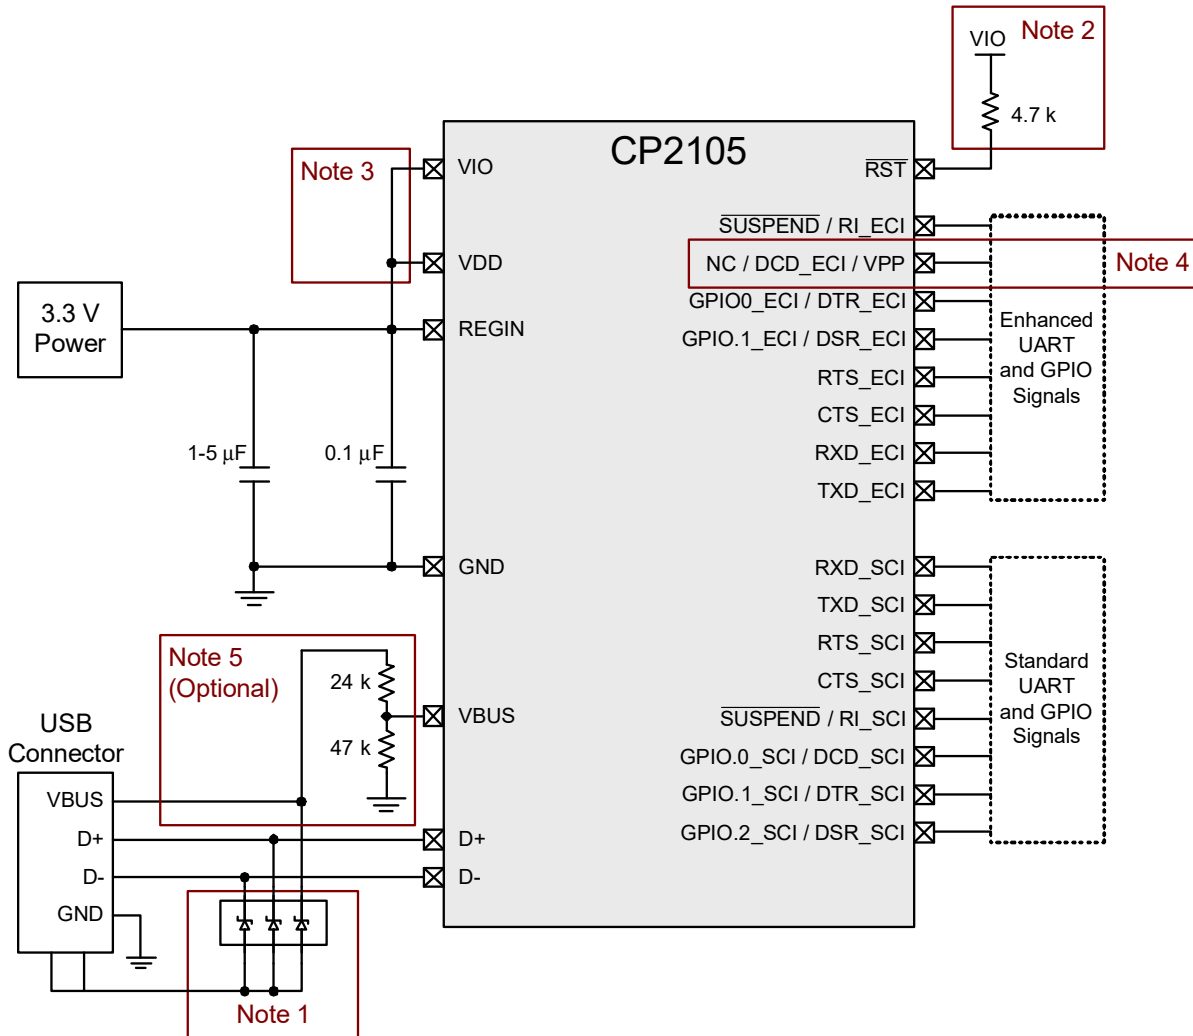 VIO
Note 2
4.7 k
CP2105
Note 3
VIO
RST
SUSPEND / RI_ECI
VDD
NC / DCD_ECI / VPP
Note 4
GPIO0_ECI / DTR_ECI
3.3 V
Power
REGIN
GPIO.1_ECI / DSR_ECI
Enhanced
UART
and GPIO
Signals
RTS_ECI
CTS_ECI
1-5 μF
0.1 μF
RXD_ECI
TXD_ECI
GND
RXD_SCI
TXD_SCI
RTS_SCI
CTS_SCI
SUSPEND / RI_SCI
GPIO.0_SCI / DCD_SCI
GPIO.1_SCI / DTR_SCI
GPIO.2_SCI / DSR_SCI
Standard
UART
and GPIO
Signals
Note 5
(Optional)
24 k
VBUS
47 k
USB
Connector
VBUS
D+
D-
GND
D+
D-
Note 1